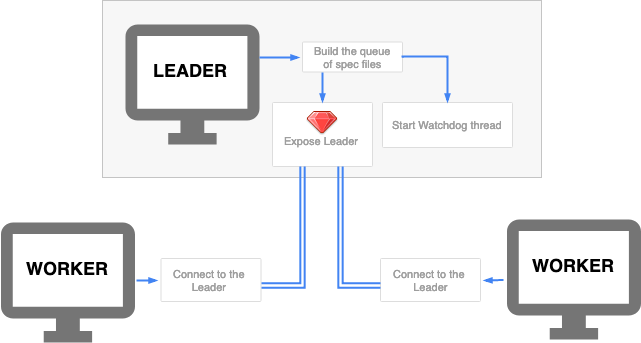 LEADER
Build the queue
of spec files
Expose Leader
Start Watchdog thread
WORKER
Connect to the
Leader
Connect to the
Leader
WORKER